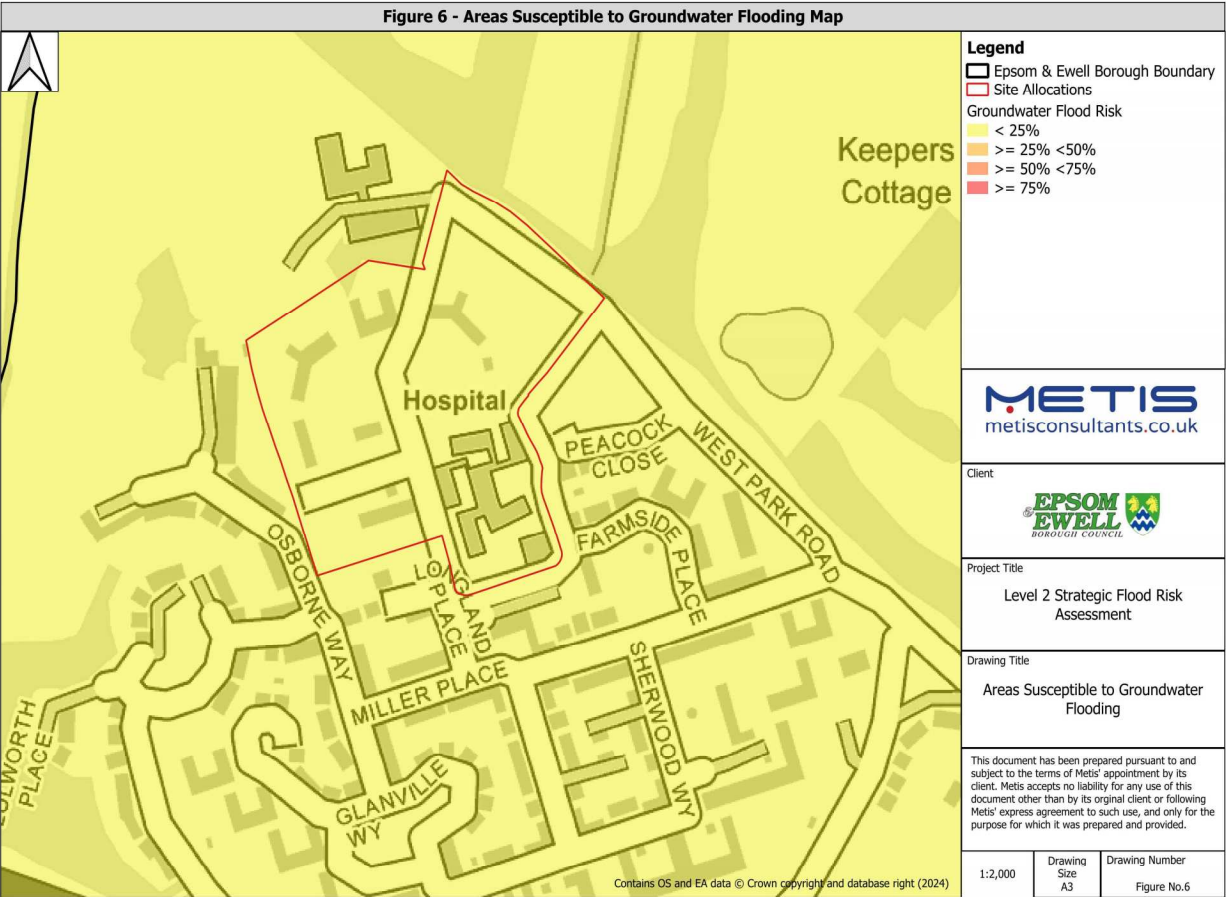 Figure 6 - Areas Susceptible to Groundwater Flooding Map
Keepers
Cottage
Hospital
PEACOCK
CLOSE
WEST PARK ROAD
FARMSIDE PLACE
OSBORNE WAY
LONGLAND
PLACE
MILLER PLACE
SHERWOOD WY
GLANVILLE
WY
PLACE
Contains OS and EA data © Crown copyright and database right (2024)
Legend
Epsom & Ewell Borough Boundary
Site Allocations
Groundwater Flood Risk
< 25%
>= 25% <50%
>= 50% <75%
>= 75%
METIS
metisconsultants.co.uk
Client
EPSOM
& EWELL
BOROUGH COUNCIL
Project Title
Level 2 Strategic Flood Risk
Assessment
Drawing Title
Areas Susceptible to Groundwater
Flooding
This document has been prepared pursuant to and
subject to the terms of Metis' appointment by its
client. Metis accepts no liability for any use of this
document other than by its orginal client or following
Metis' express agreement to such use, and only for the
purpose for which it was prepared and provided.
1:2,000
Drawing
Size
A3
Drawing Number
Figure No.6